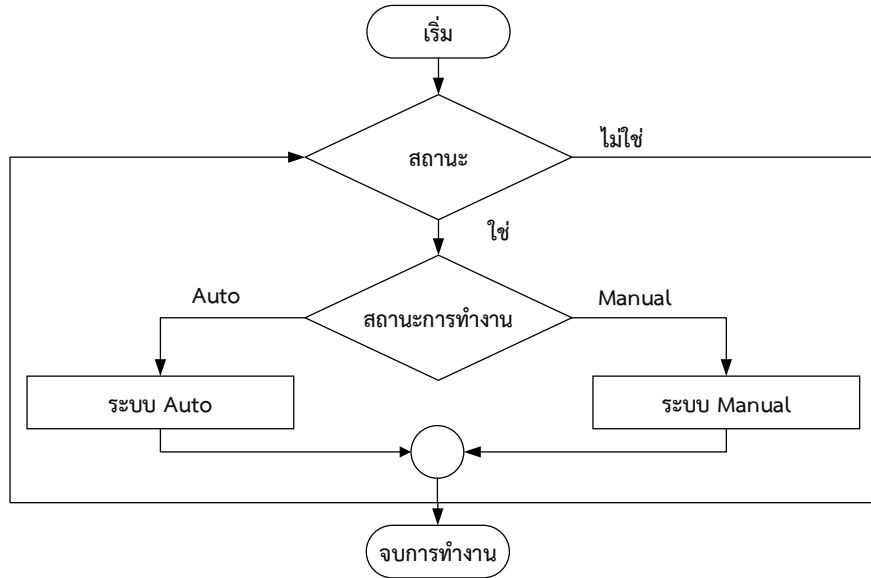 เริ่ม
ไม่ใช่
สถานะ
ใช่
Auto
Manual
สถานะการทำงาน
ระบบ Auto
ระบบ Manual
จบการทำงาน